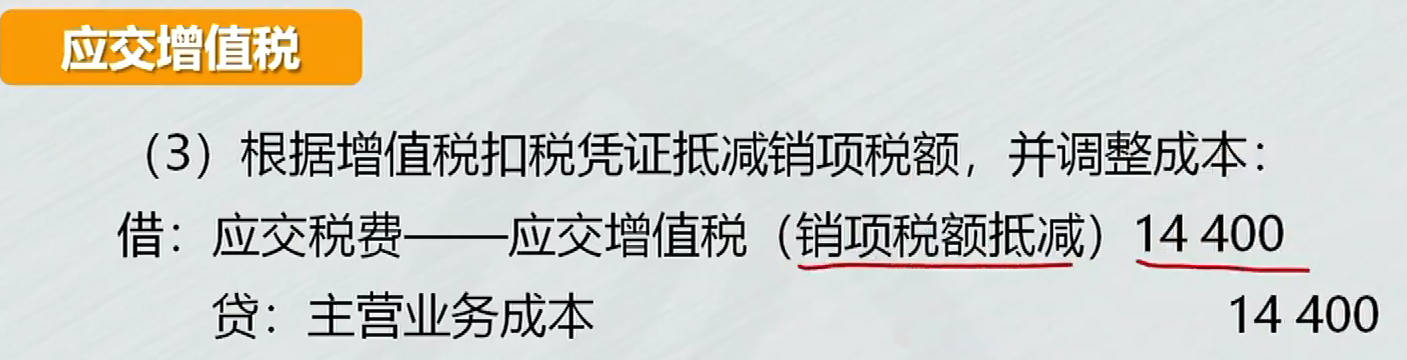 应交增值税
（3）根据增值税扣税凭证抵减销项税额，并调整成本：
借：应交税费——应交增值税（销项税额抵减）14 400
贷：主营业务成本 14 400